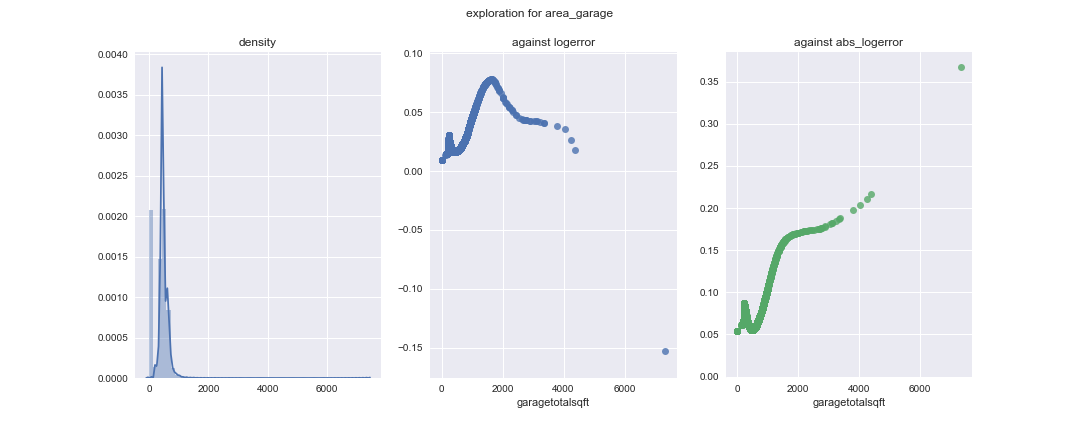 exploration for area_garage
density
0.0040
0.0035
0.0030
0.0025
0.0020
0.0015
0.0010
0.0005
0.0000
0 2000 4000 6000
against logerror
0.10
0.05
0.00
−0.05
−0.10
−0.15
0 2000 4000 6000
garagetotalsqft
against abs_logerror
0.35
0.30
0.25
0.20
0.15
0.10
0.05
0.00
0 2000 4000 6000
garagetotalsqft